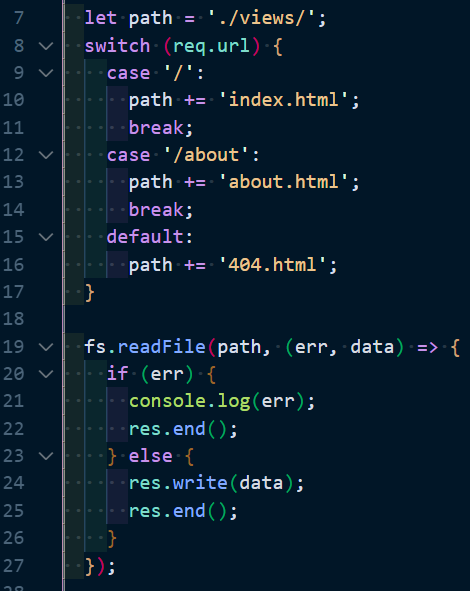 7 let path = './views/';
8 switch (req.url) {
9 case '/':
10 path += 'index.html';
11 break;
12 case '/about':
13 path += 'about.html';
14 break;
15 default:
16 path += '404.html';
17 }
18
19 fs.readFile(path, (err, data) => {
20 if (err) {
21 console.log(err);
22 res.end();
23 } else {
24 res.write(data);
25 res.end();
26 }
27 });